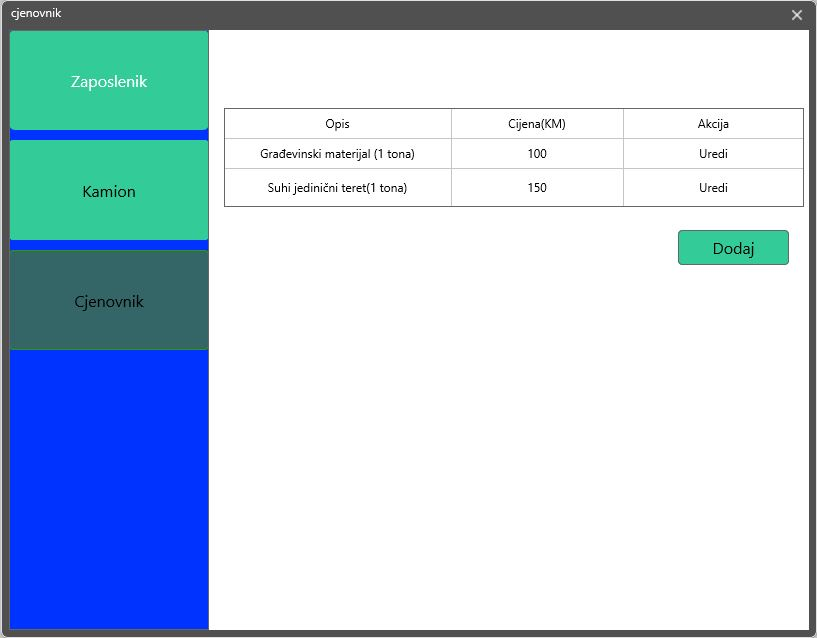 cjenovnik
Zaposlenik
Kamion
Cjenovnik
Opis Cijena(KM) Akcija
Građevinski materijal (1 tona) 100 Uredi
Suhi jedinični teret(1 tona) 150 Uredi
Dodaj